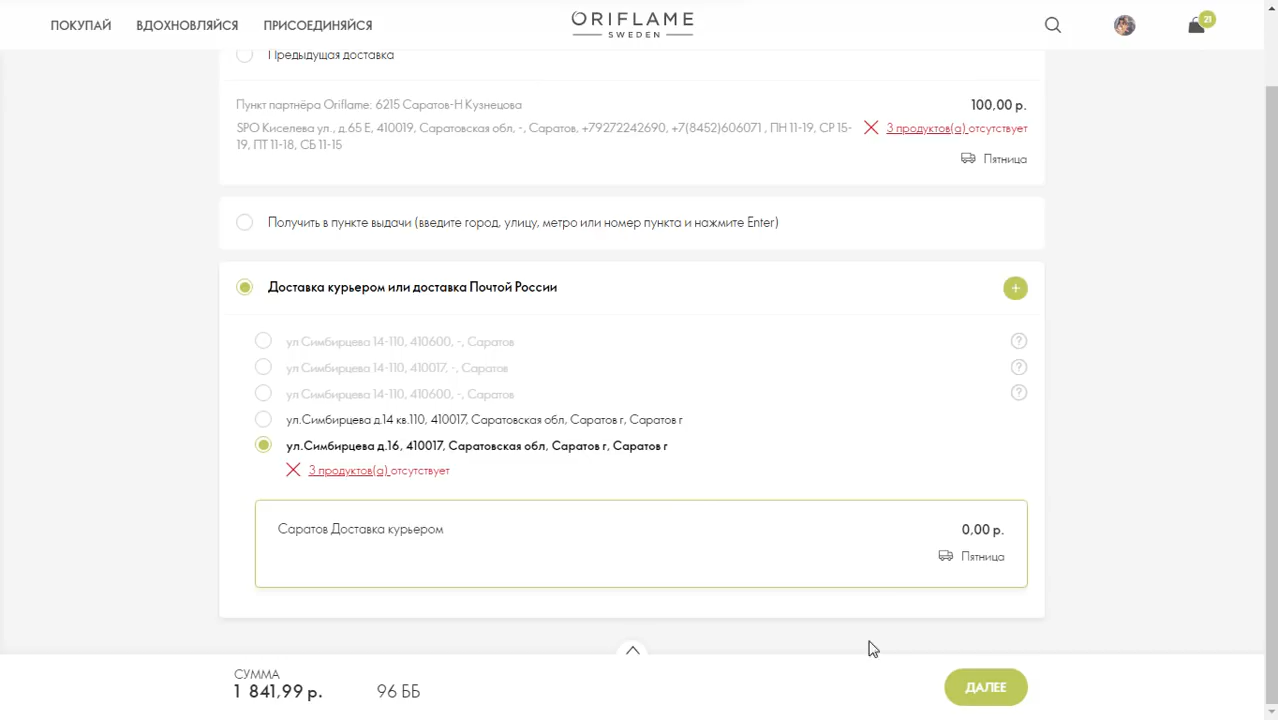 ПОКУПАЙ ВДОХНОВЛЯЙСЯ ПРИСОЕДИНЯЙСЯ
ORIFLAME
SWEDEN
21
Предыдущая доставка
Пункт партнёра Oriflame: 6215 Саратов-Н Кузнецова
100,00 р.
SPO Киселева ул., д.65 Е, 410019, Саратовская обл, -, Саратов, +79272242690, +7(8452)606071 , ПН 11-19, СР 15-
19, ПТ 11-18, СБ 11-15
3 продуктов(а) отсутствует
Пятница
Получить в пункте выдачи (введите город, улицу, метро или номер пункта и нажмите Enter)
Доставка курьером или доставка Почтой России
+
ул Симбирцева 14-110, 410600, -, Саратов ?
ул Симбирцева 14-110, 410017, -, Саратов ?
ул Симбирцева 14-110, 410600, -, Саратов ?
ул.Симбирцева д.14 кв.110, 410017, Саратовская обл, Саратов г, Саратов г
ул.Симбирцева д.16, 410017, Саратовская обл, Саратов г, Саратов г
3 продуктов(а) отсутствует
Саратов Доставка курьером 0,00 р.
Пятница
СУММА
1 841,99 р. 96 ББ
ДАЛЕЕ